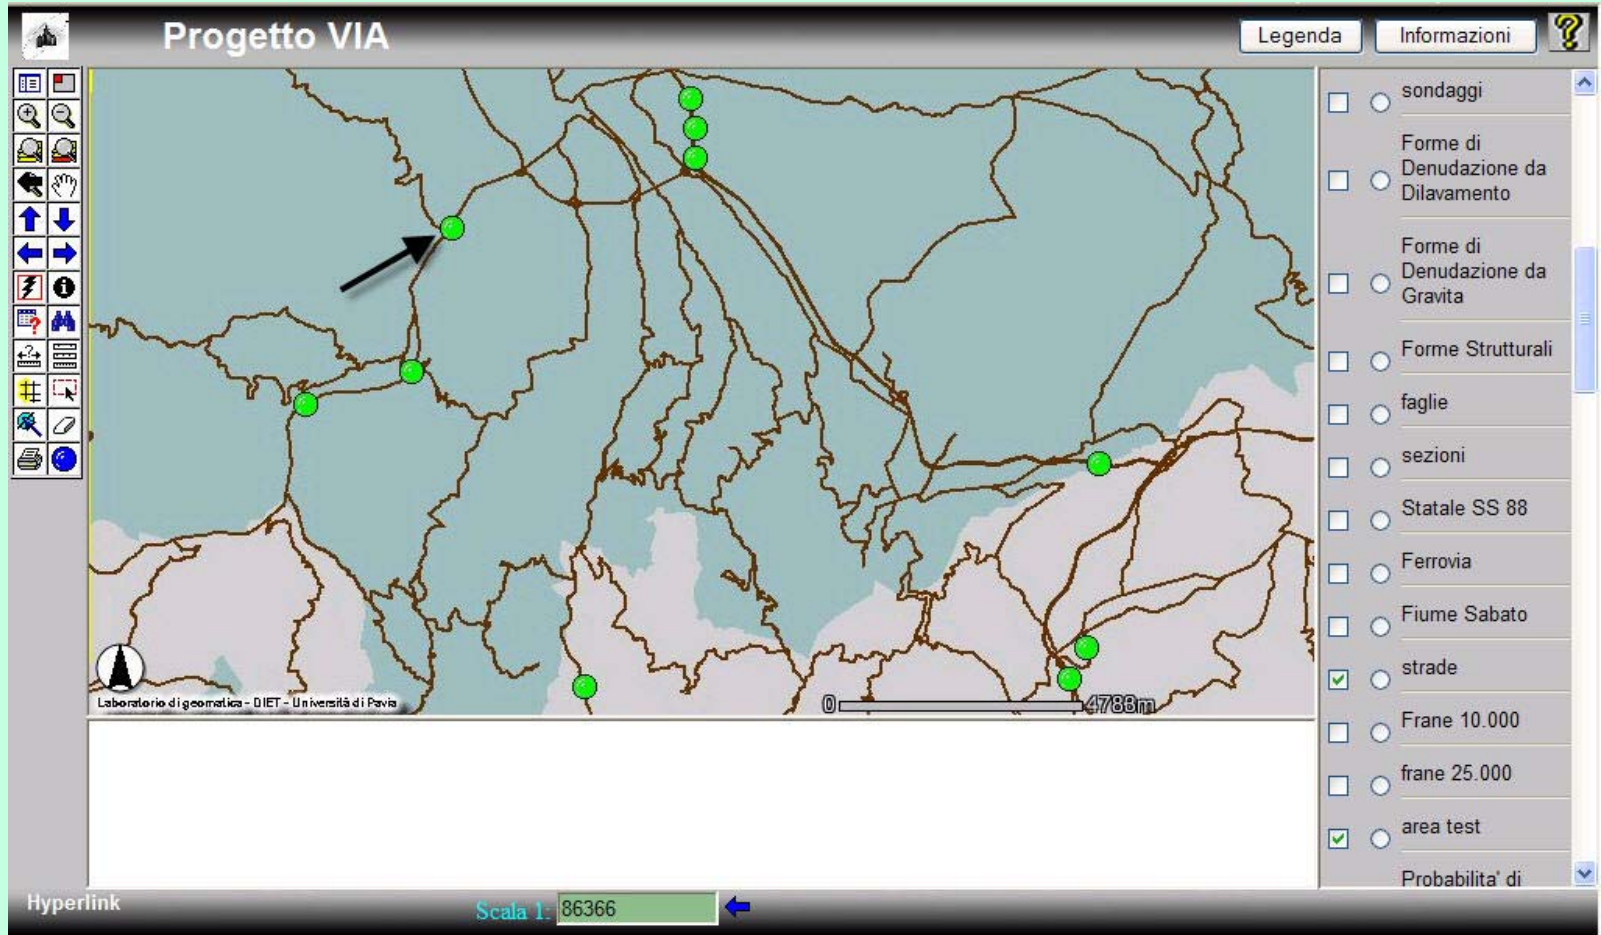 Progetto VIA
Legenda
Informazioni
sondaggi
Forme di
Denudazione da
Dilavamento
Forme di
Denudazione da
Gravita
Forme Strutturali
faglie
sezioni
Statale SS 88
Ferrovia
Fiume Sabato
strade
Frane 10.000
frane 25.000
area test
Probabilita' di
Laboratorio di geomatica - DIET - Università di Pavia
0 4788m
Hyperlink
Scala 1: 86366